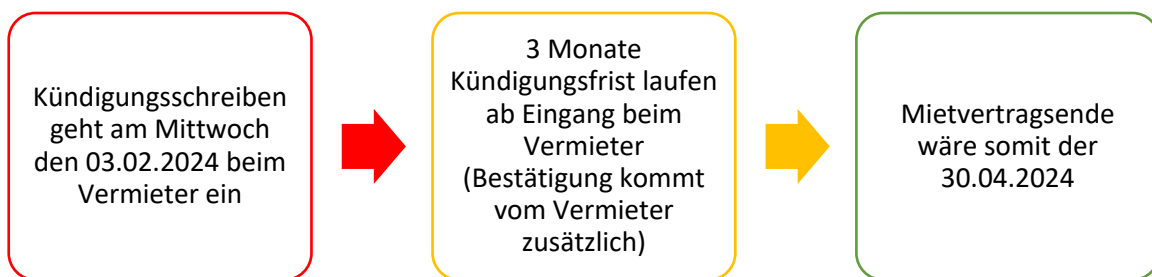 Kündigungsschreiben
geht am Mittwoch
den 03.02.2024 beim
Vermieter ein
3 Monate
Kündigungsfrist laufen
ab Eingang beim
Vermieter
(Bestätigung kommt
vom Vermieter
zusätzlich)
Mietvertragsende
wäre somit der
30.04.2024